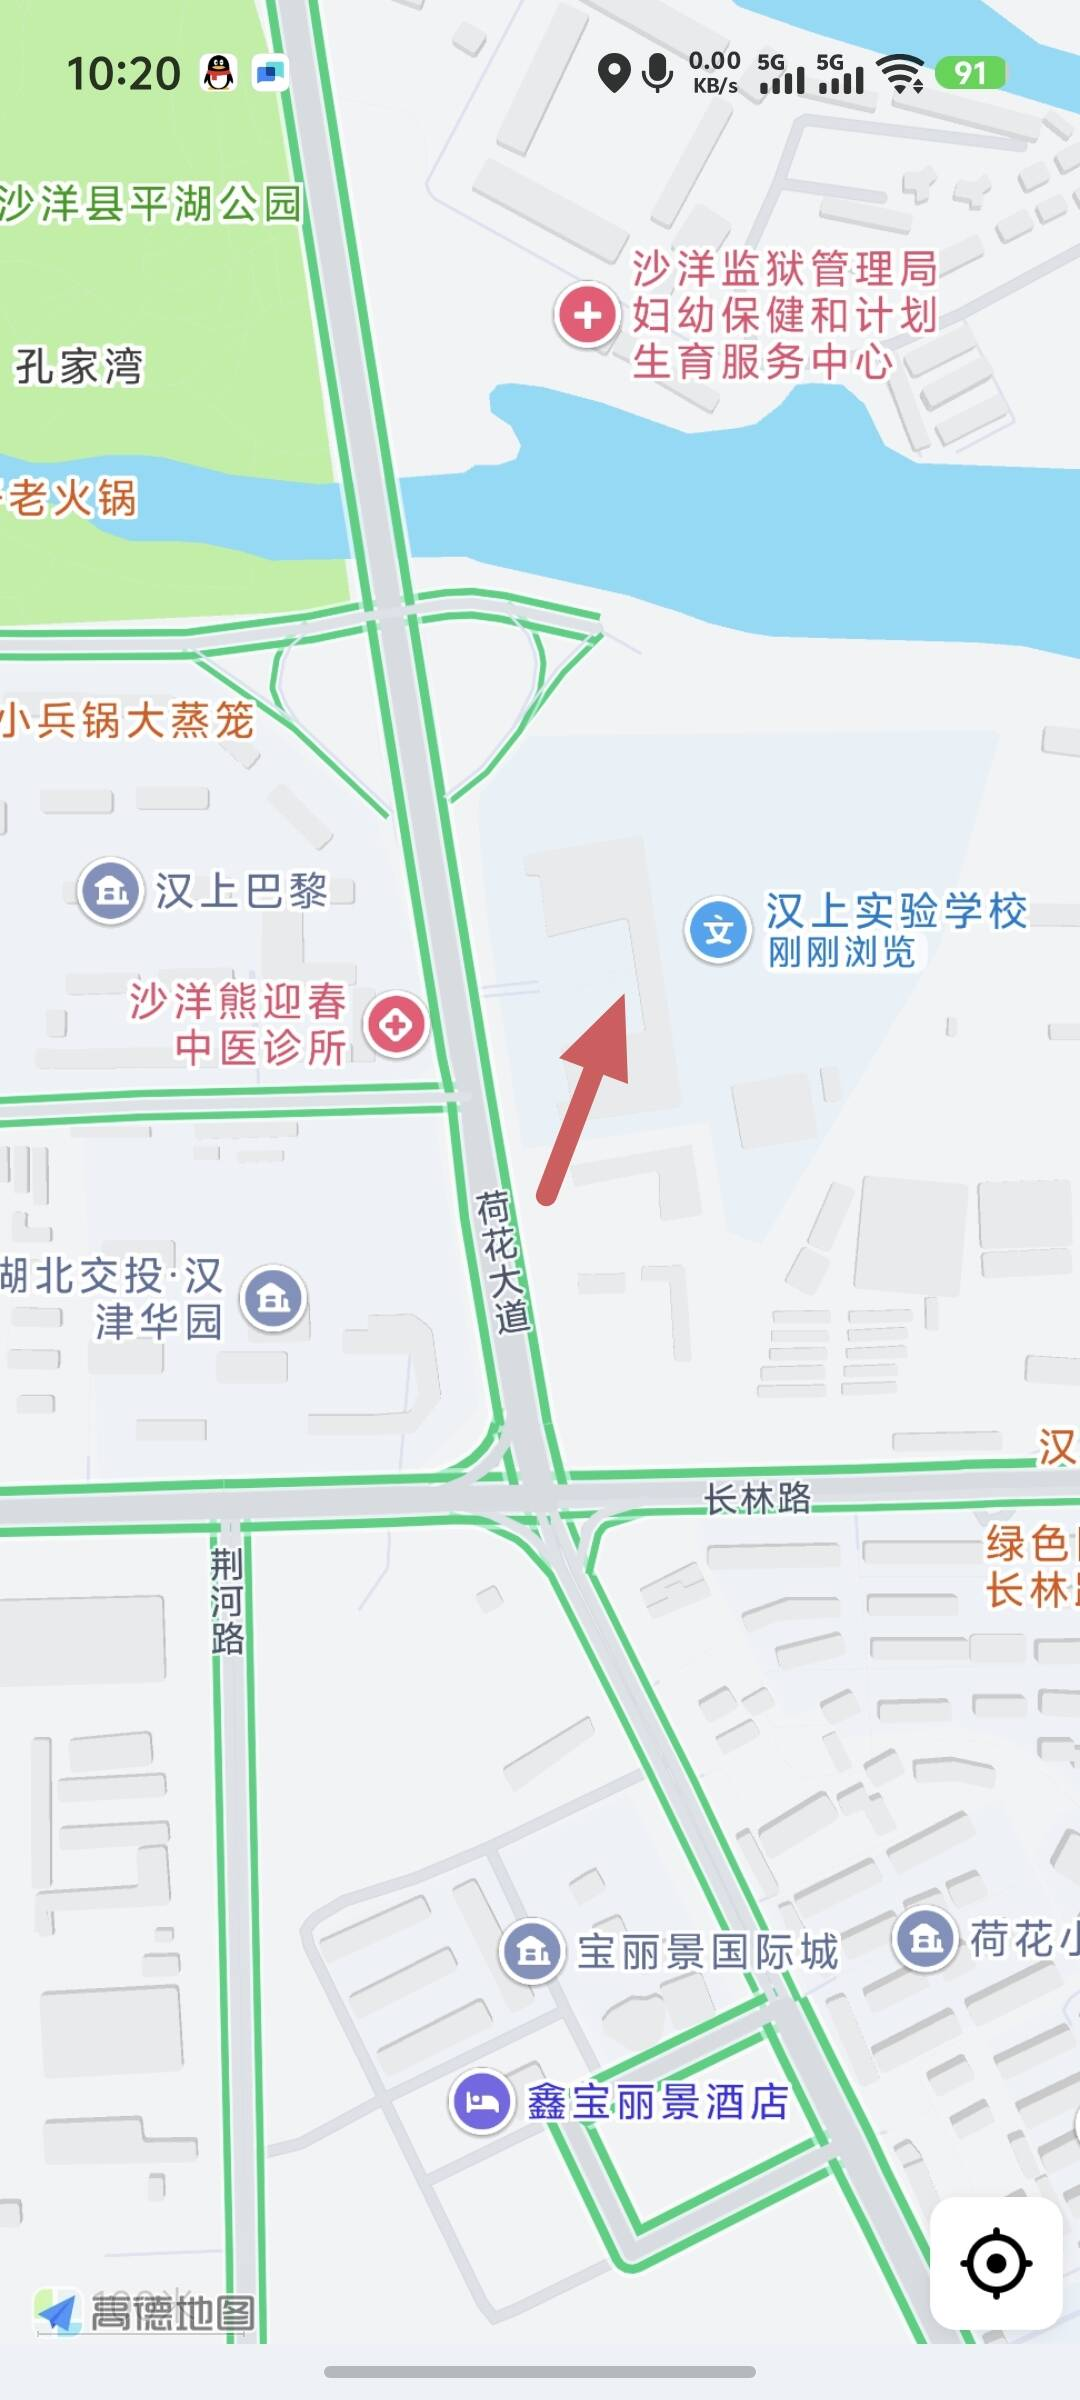 10:20
0.00
KB/s
5G
5G
91
沙洋县平湖公园
沙洋监狱管理局
妇幼保健和计划
生育服务中心
孔家湾
老火锅
小兵锅大蒸笼
汉上巴黎
文
汉上实验学校
刚刚浏览
沙洋熊迎春
中医诊所
荷花大道
湖北交投·汉
津华园
汉
长林路
绿色
长林
荆河路
宝丽景国际城
荷花小
鑫宝丽景酒店
高德地图